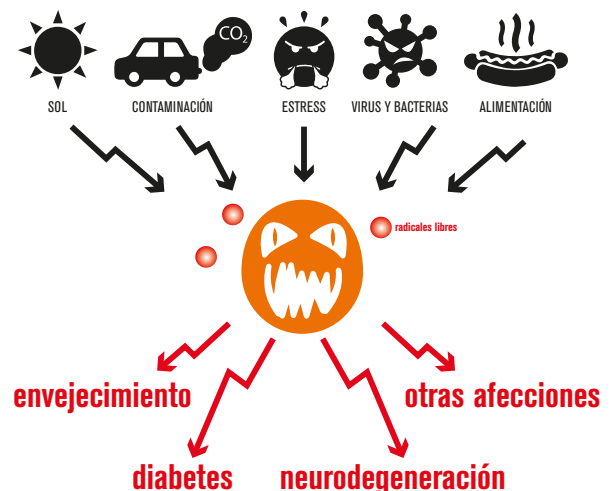 CO₂
SOL
CONTAMINACIÓN
ESTRESS
VIRUS Y BACTERIAS
ALIMENTACIÓN
radicales libres
envejecimiento
otras afecciones
diabetes
neurodegeneración